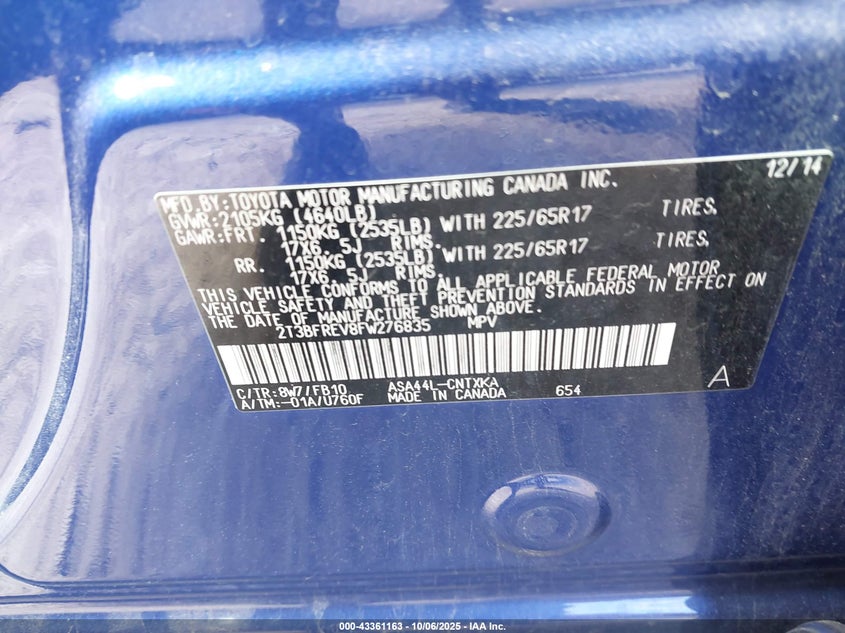 12/14
MFD.BY:TOYOTA MOTOR MANUFACTURING CANADA INC.
GVWR:2105KG (4640LB)
GAWR:FRT. 1150KG (2535LB) WITH 225/65R17 TIRES,
17X6.5J RIMS.
RR. 1150KG (2535LB) WITH 225/65R17 TIRES,
17X6.5J RIMS.
THIS VEHICLE CONFORMS TO ALL APPLICABLE FEDERAL MOTOR
VEHICLE SAFETY AND THEFT PREVENTION STANDARDS IN EFFECT ON
THE DATE OF MANUFACTURE SHOWN ABOVE.
2T3BFREV8FW276835 MPV
C/TR:8W7/FB10 ASA44L-CNTXKA A
A/TM:-01A/U760F MADE IN CANADA 654
000-43361163 - 10/06/2025 - IAA Inc.